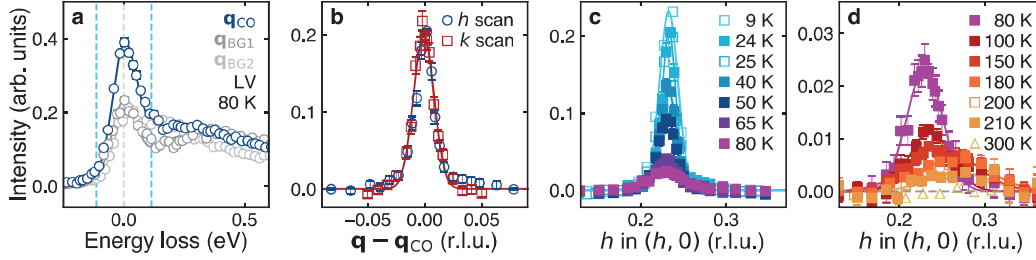 a
q_CO
q_BG1
q_BG2
LV
80 K
Intensity (arb. units)
0.4
0.2
0.0
0.0
0.5
Energy loss (eV)
b
h scan
k scan
0.2
0.1
0.0
−0.05
0.00
0.05
q − q_CO (r.l.u.)
c
9 K
24 K
25 K
40 K
50 K
65 K
80 K
0.2
0.1
0.0
0.2
0.3
h in (h, 0) (r.l.u.)
d
80 K
100 K
150 K
180 K
200 K
210 K
300 K
0.03
0.02
0.01
0.00
0.2
0.3
h in (h, 0) (r.l.u.)